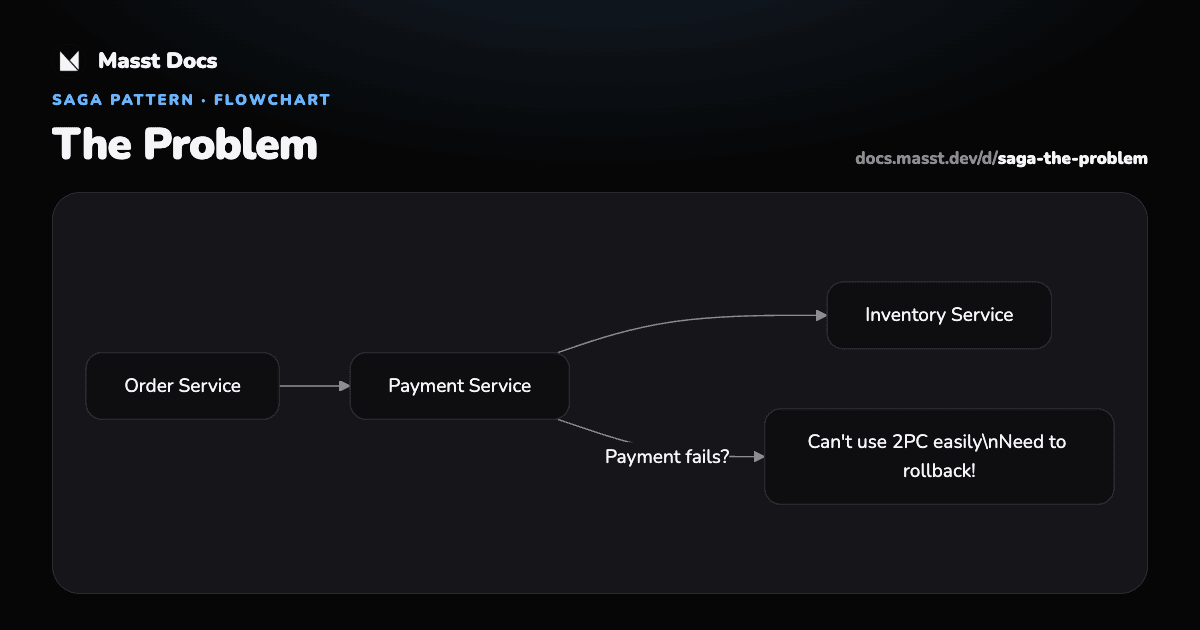 Masst Docs
SAGA PATTERN · FLOWCHART
The Problem
docs.masst.dev/d/saga-the-problem
Inventory Service
Order Service
Payment Service
Can't use 2PC easily\nNeed to
rollback!
Payment fails?